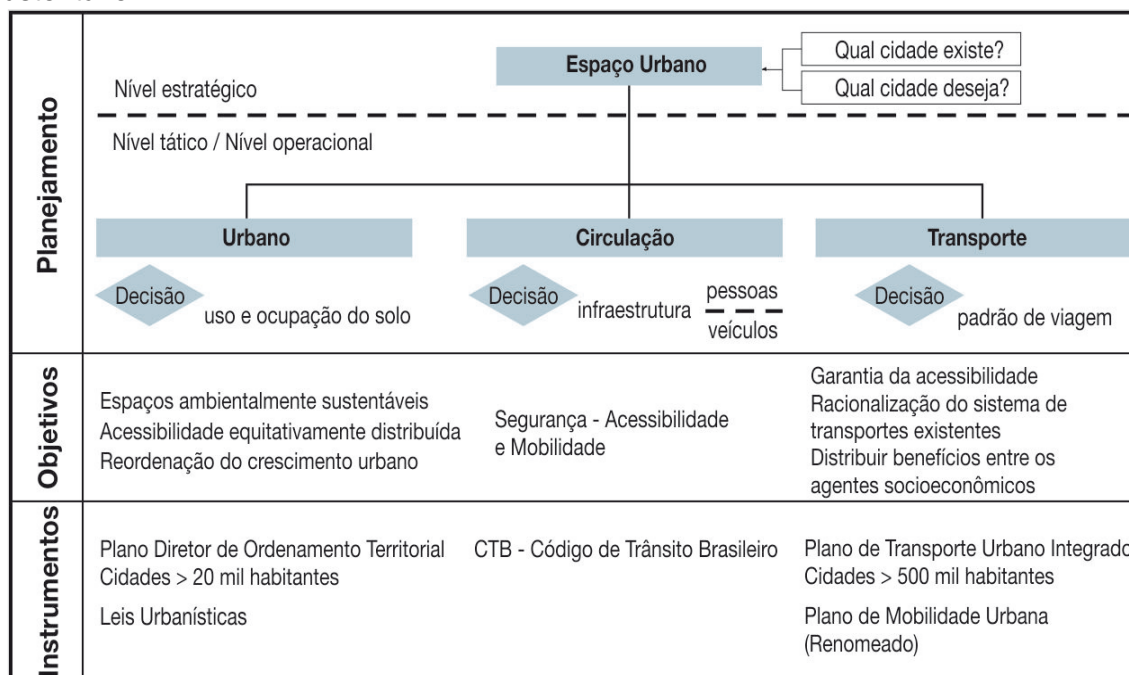 Planejamento
Espaço Urbano
Qual cidade existe?
Qual cidade deseja?
Nível estratégico
Nível tático / Nível operacional
Urbano
Circulação
Transporte
Decisão
uso e ocupação do solo
Decisão
infraestrutura
pessoas
veículos
Decisão
padrão de viagem
Objetivos
Espaços ambientalmente sustentáveis
Acessibilidade equitativamente distribuída
Reordenação do crescimento urbano
Segurança - Acessibilidade
e Mobilidade
Garantia da acessibilidade
Racionalização do sistema de
transportes existentes
Distribuir benefícios entre os
agentes socioeconômicos
Instrumentos
Plano Diretor de Ordenamento Territorial
Cidades > 20 mil habitantes
Leis Urbanísticas
CTB - Código de Trânsito Brasileiro
Plano de Transporte Urbano Integrado
Cidades > 500 mil habitantes
Plano de Mobilidade Urbana
(Renomeado)